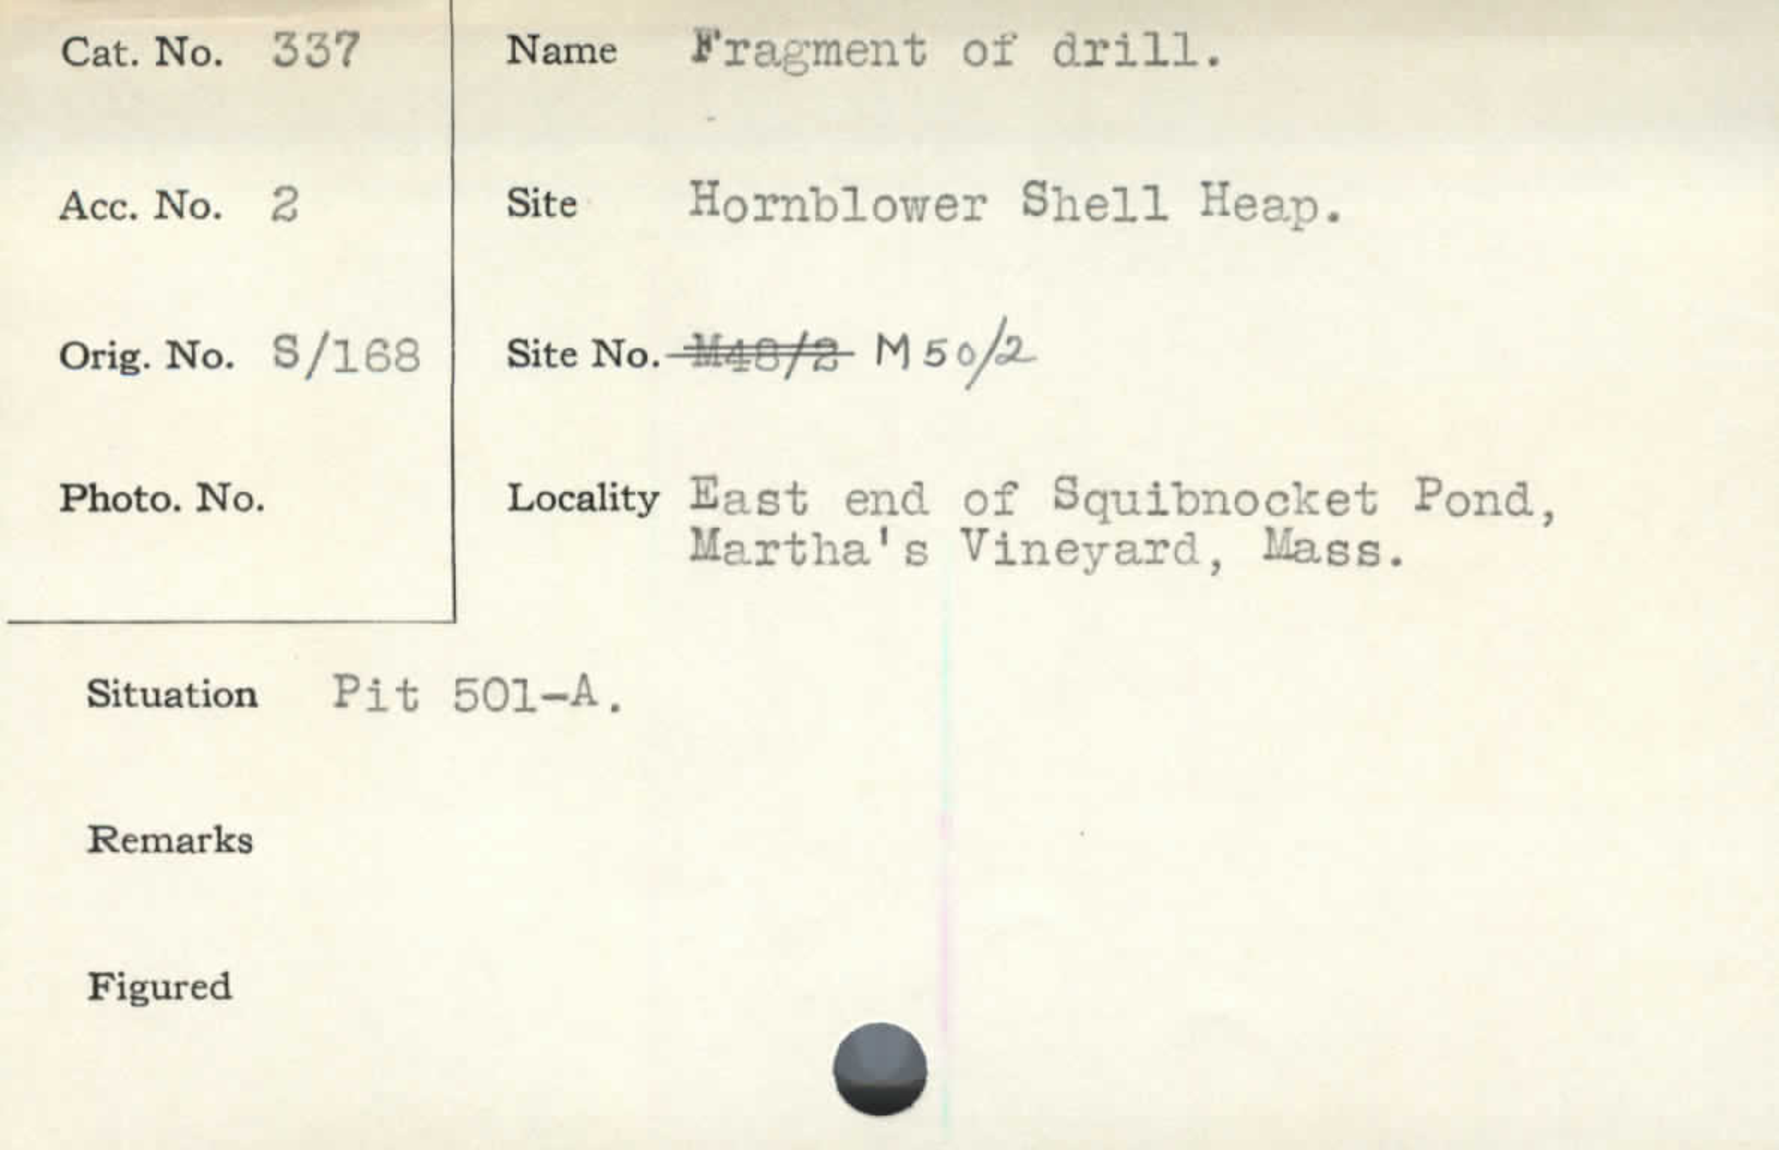 Cat. No. 337
Name Fragment of drill.
Acc. No. 2
Site Hornblower Shell Heap.
Orig. No. S/168
Site No. M48/2 M50/2
Photo. No.
Locality East end of Squibnocket Pond,
Martha's Vineyard, Mass.
Situation Pit 501-A.
Remarks
Figured